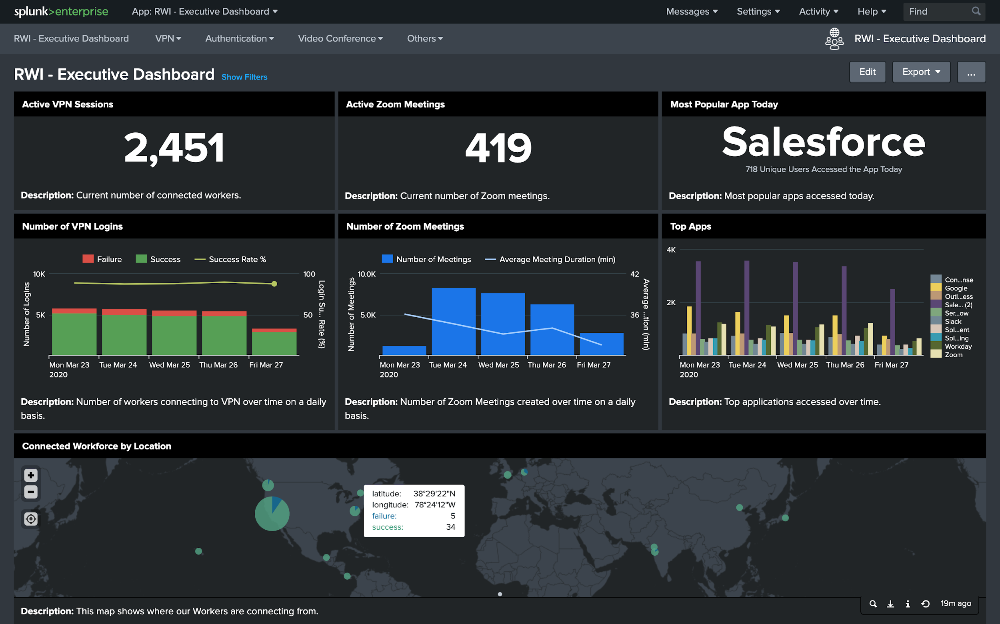 splunk>enterprise App: RWI - Executive Dashboard Messages Settings Activity Help Find
RWI - Executive Dashboard VPN Authentication Video Conference Others RWI - Executive Dashboard
RWI - Executive Dashboard Show Filters Edit Export ...
Active VPN Sessions
2,451
Description: Current number of connected workers.
Active Zoom Meetings
419
Description: Current number of Zoom meetings.
Most Popular App Today
Salesforce
718 Unique Users Accessed the App Today
Description: Most popular apps accessed today.
Number of VPN Logins
Failure Success Success Rate %
10K 100
5K 50
Number of Logins
Login Su... Rate (%)
Mon Mar 23 Tue Mar 24 Wed Mar 25 Thu Mar 26 Fri Mar 27
2020
Description: Number of workers connecting to VPN over time on a daily
basis.
Number of Zoom Meetings
Number of Meetings Average Meeting Duration (min)
10.0K 42
5.0K 36
Number of Meetings
Average ...tion (min)
Mon Mar 23 Tue Mar 24 Wed Mar 25 Thu Mar 26 Fri Mar 27
2020
Description: Number of Zoom Meetings created over time on a daily
basis.
Top Apps
4K
2K
Mon Mar 23 Tue Mar 24 Wed Mar 25 Thu Mar 26 Fri Mar 27
2020
Con...nse
Google
Outl...ess
Sale... (2)
Ser...ow
Slack
Spl...ent
Spl...ing
Workday
Zoom
Description: Top applications accessed over time.
Connected Workforce by Location
latitude: 38°29'22"N
longitude: 78°24'12"W
failure: 5
success: 34
19m ago
Description: This map shows where our Workers are connecting from.